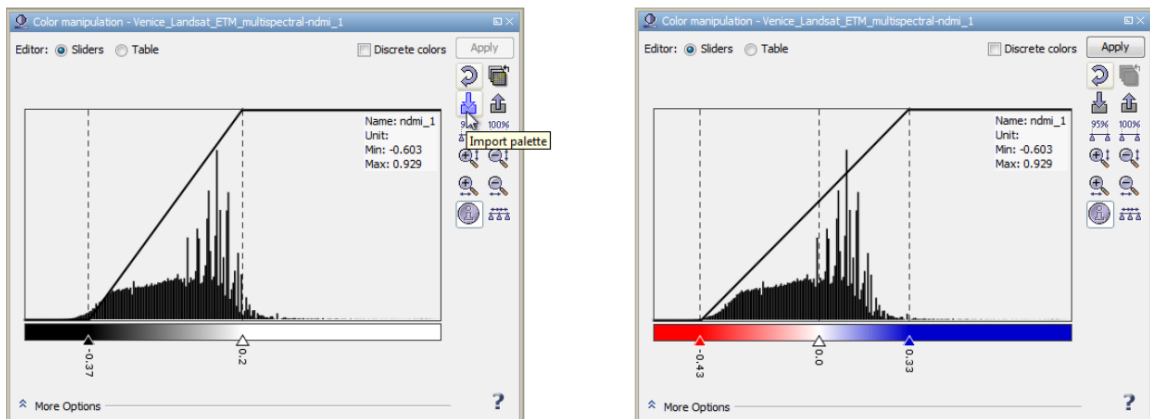 Color manipulation - Venice_Landsat_ETM_multispectral-ndmi_1
Editor: Sliders Table Discrete colors Apply
Name: ndmi_1
Unit:
Min: -0.603
Max: 0.929
100%
Import palette
-0.37
0.2
More Options
?
Color manipulation - Venice_Landsat_ETM_multispectral-ndmi_1
Editor: Sliders Table Discrete colors Apply
Name: ndmi_1
Unit:
Min: -0.603
Max: 0.929
95% 100%
-0.43
0.0
0.33
More Options
?